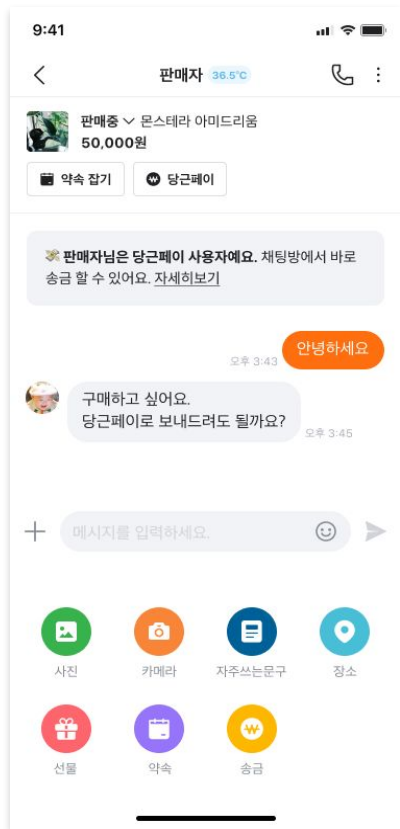 9:41
판매자 36.5°C
판매중 몬스테라 아미드리움
50,000원
약속 잡기 당근페이
판매자님은 당근페이 사용자예요. 채팅방에서 바로
송금 할 수 있어요. 자세히보기
안녕하세요
오후 3:43
구매하고 싶어요.
당근페이로 보내드려도 될까요?
오후 3:45
메시지를 입력하세요.
사진 카메라 자주쓰는문구 장소
선물 약속 송금